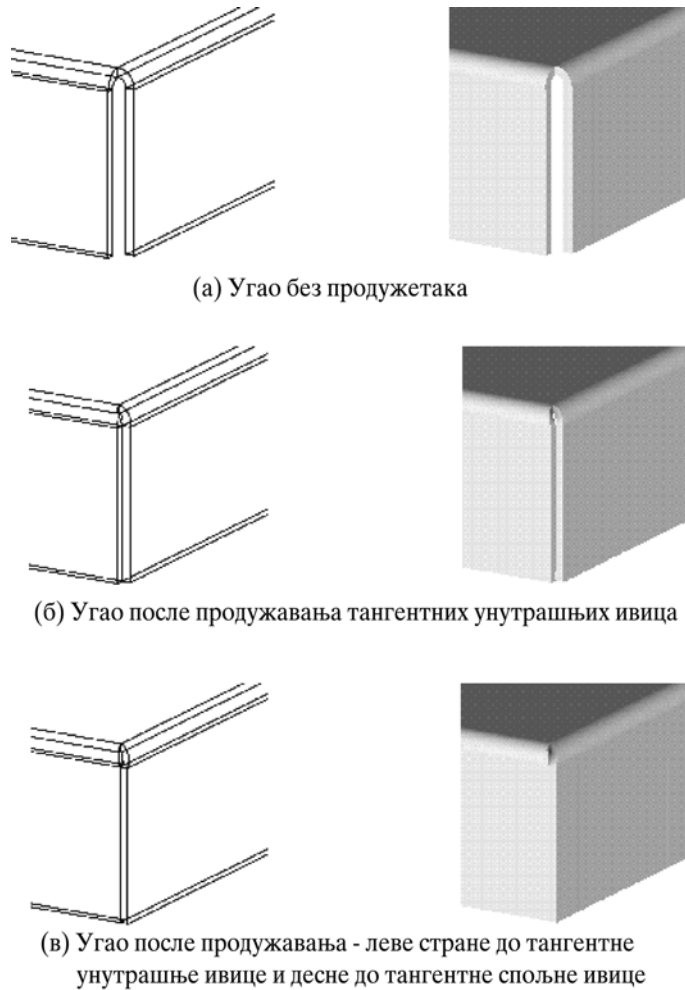 (а) Угао без продужетака
(б) Угао после продужавања тангентних унутрашњих ивица
(в) Угао после продужавања - леве стране до тангентне
унутрашње ивице и десне до тангентне спољне ивице